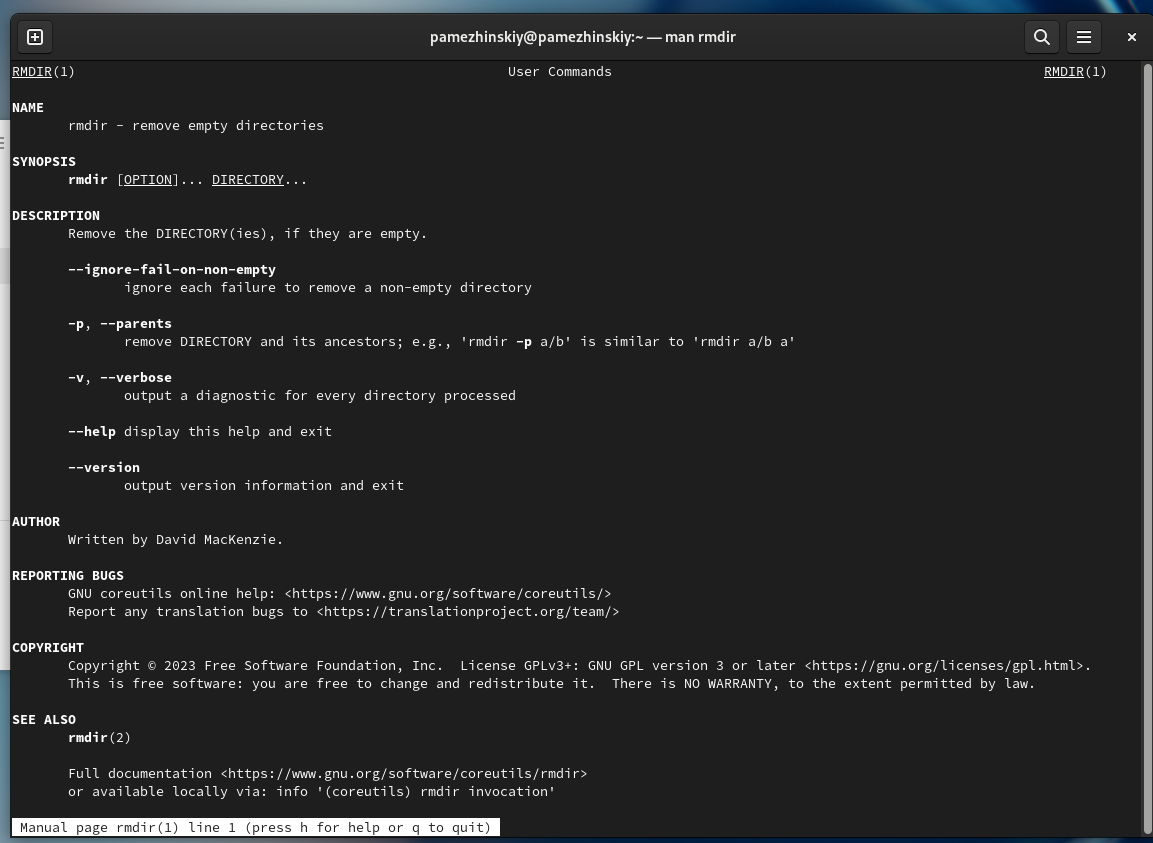 pamezhinskiy@pamezhinskiy:~ — man rmdir
RMDIR(1) User Commands RMDIR(1)
NAME
rmdir - remove empty directories
SYNOPSIS
rmdir [OPTION]... DIRECTORY...
DESCRIPTION
Remove the DIRECTORY(ies), if they are empty.
--ignore-fail-on-non-empty
ignore each failure to remove a non-empty directory
-p, --parents
remove DIRECTORY and its ancestors; e.g., 'rmdir -p a/b' is similar to 'rmdir a/b a'
-v, --verbose
output a diagnostic for every directory processed
--help display this help and exit
--version
output version information and exit
AUTHOR
Written by David MacKenzie.
REPORTING BUGS
GNU coreutils online help: <https://www.gnu.org/software/coreutils/>
Report any translation bugs to <https://translationproject.org/team/>
COPYRIGHT
Copyright © 2023 Free Software Foundation, Inc.  License GPLv3+: GNU GPL version 3 or later <https://gnu.org/licenses/gpl.html>.
This is free software: you are free to change and redistribute it.  There is NO WARRANTY, to the extent permitted by law.
SEE ALSO
rmdir(2)
Full documentation <https://www.gnu.org/software/coreutils/rmdir>
or available locally via: info '(coreutils) rmdir invocation'
Manual page rmdir(1) line 1 (press h for help or q to quit)